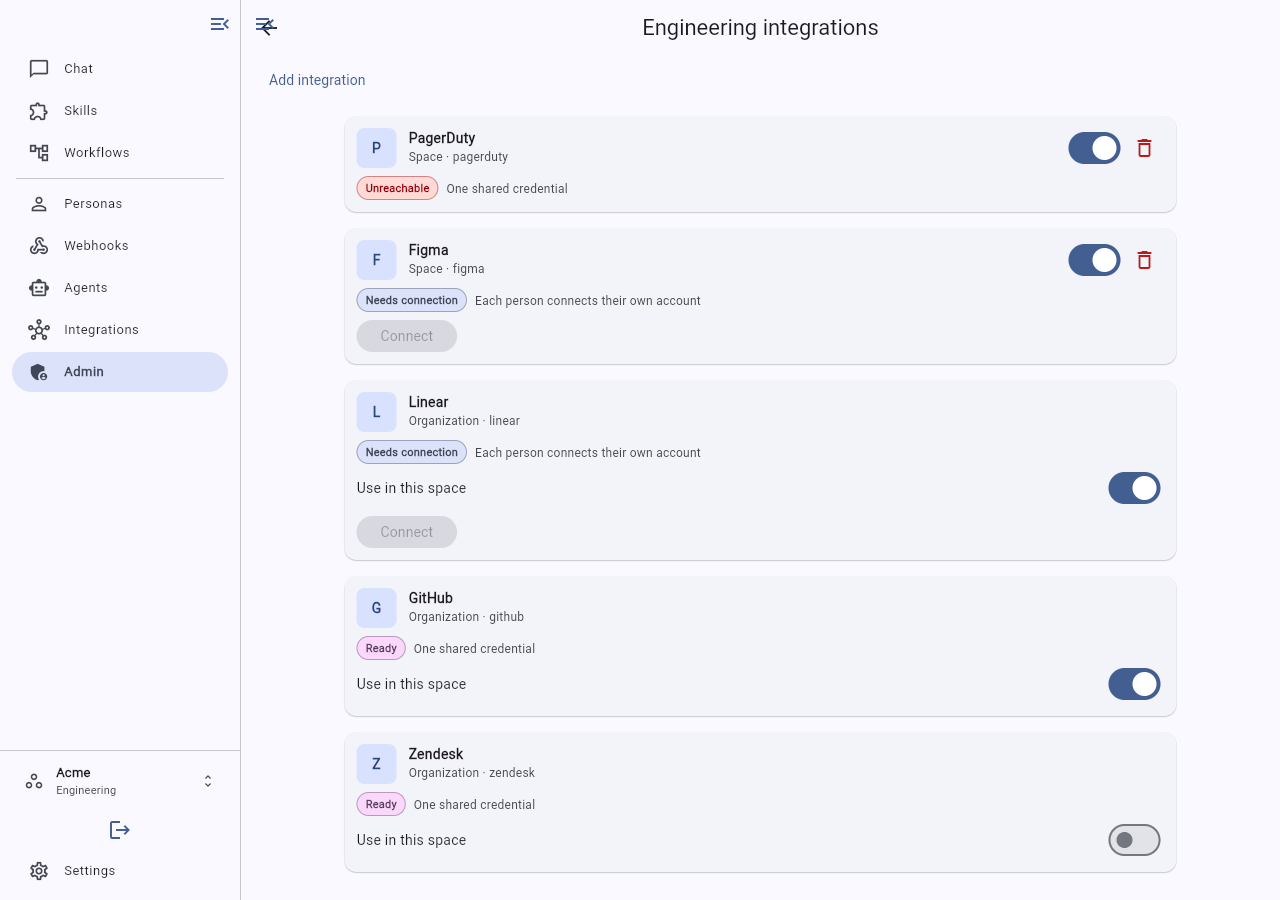 Engineering integrations
Chat
Skills
Workflows
Personas
Webhooks
Agents
Integrations
Admin
Acme
Engineering
Settings
Add integration
P
PagerDuty
Space · pagerduty
Unreachable One shared credential
F
Figma
Space · figma
Needs connection Each person connects their own account
Connect
L
Linear
Organization · linear
Needs connection Each person connects their own account
Use in this space
Connect
G
GitHub
Organization · github
Ready One shared credential
Use in this space
Z
Zendesk
Organization · zendesk
Ready One shared credential
Use in this space